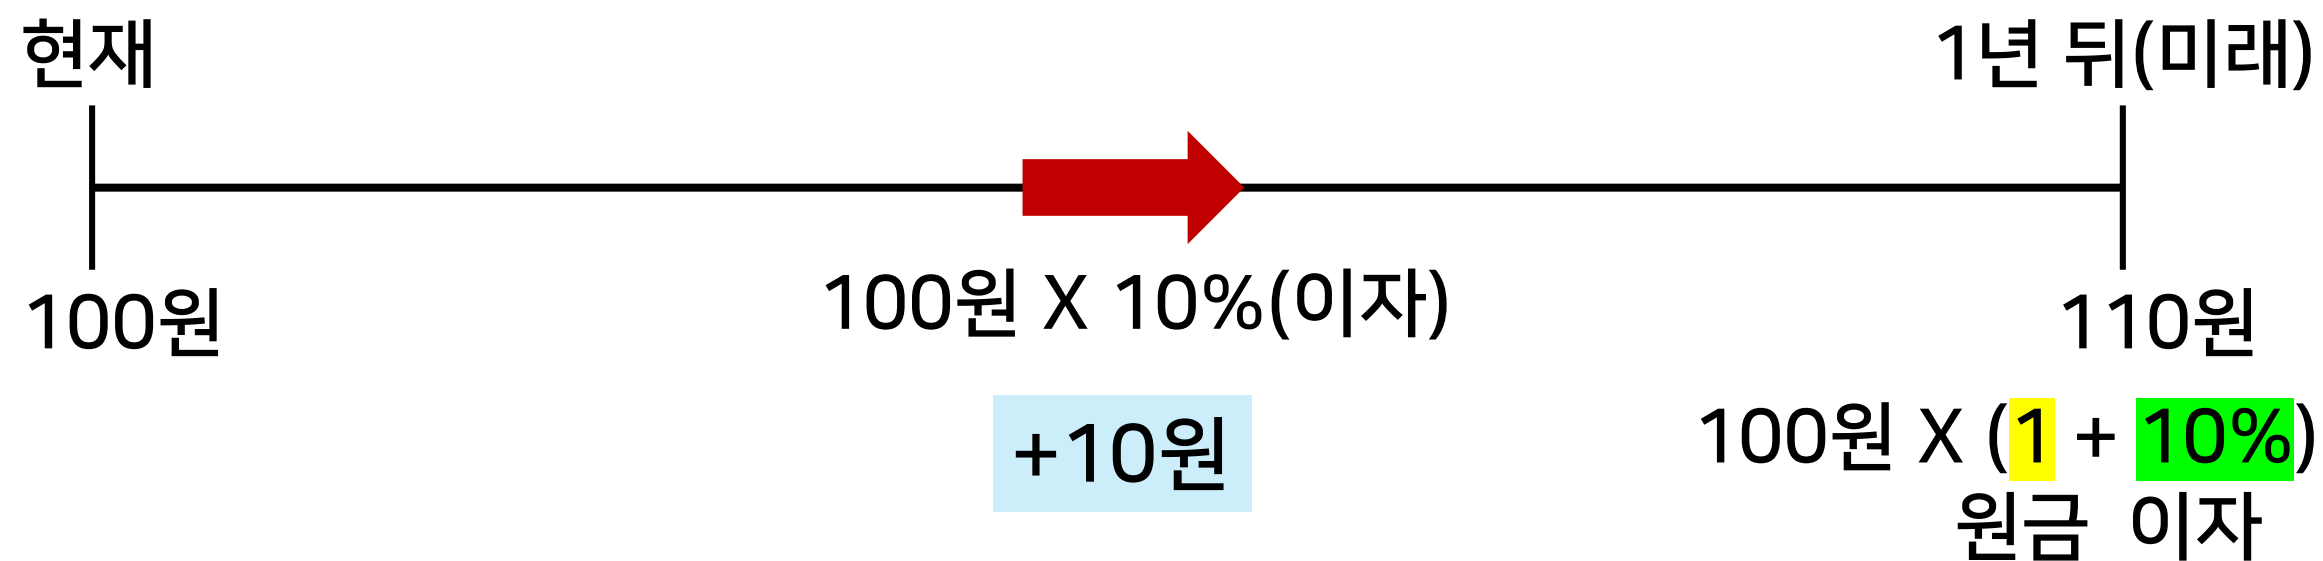 현재
1년 뒤(미래)
100원
100원 X 10%(이자)
110원
+10원
100원 X (1 + 10%)
원금 이자